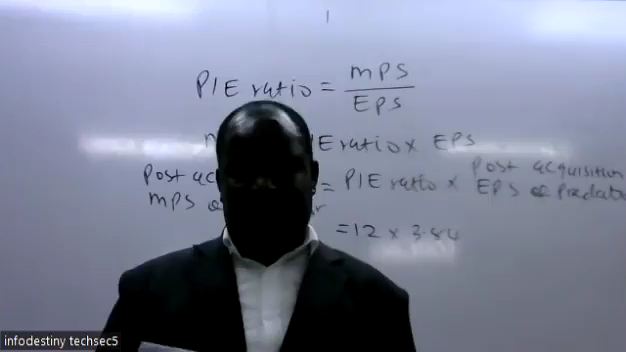 P/E ratio = MPS
EPS
P/E ratio x EPS
Post acquisition
Post ac = P/E ratio x EPS of Predato
MPS o
= 12 x 3.84
infodestiny techsec5